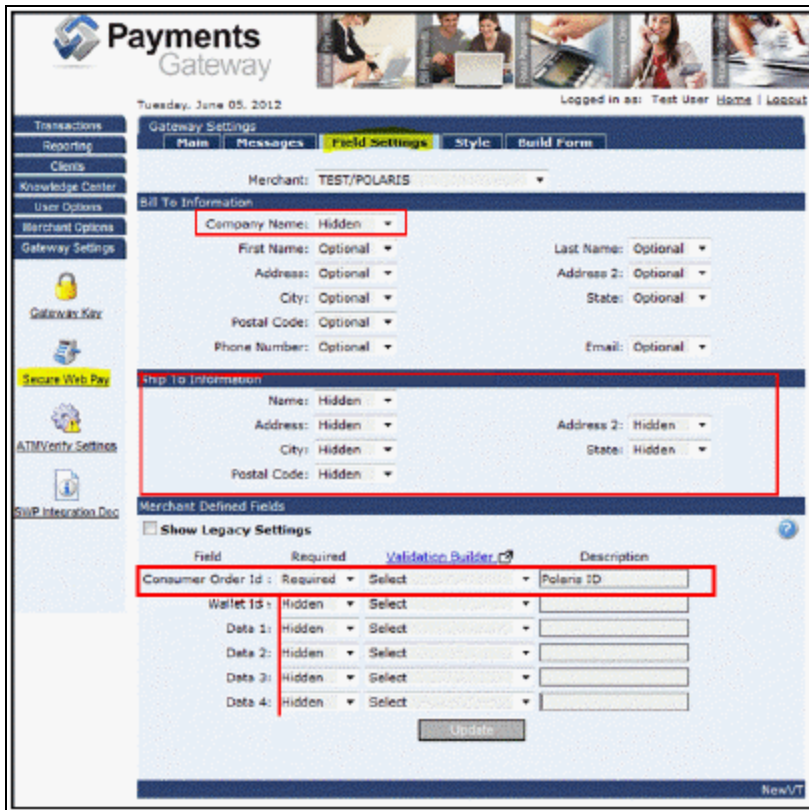 Payments
Gateway
Tuesday, June 05, 2012
Logged in as: Test User Home | Logout
Transactions
Reporting
Clients
Knowledge Center
User Options
Merchant Options
Gateway Settings
Gateway Key
Secure Web Pay
ATMVerify Settings
SWP Integration Doc
Gateway Settings
Main Messages Field Settings Style Build Form
Merchant: TEST/POLARIS
Bill To Information
Company Name: Hidden
First Name: Optional Last Name: Optional
Address: Optional Address 2: Optional
City: Optional State: Optional
Postal Code: Optional
Phone Number: Optional Email: Optional
Ship To Information
Name: Hidden
Address: Hidden Address 2: Hidden
City: Hidden State: Hidden
Postal Code: Hidden
Merchant Defined Fields
Show Legacy Settings
Field Required Validation Builder Description
Consumer Order Id : Required Select Polaris ID
Wallet Id : Hidden Select
Data 1: Hidden Select
Data 2: Hidden Select
Data 3: Hidden Select
Data 4: Hidden Select
Update
NewVT